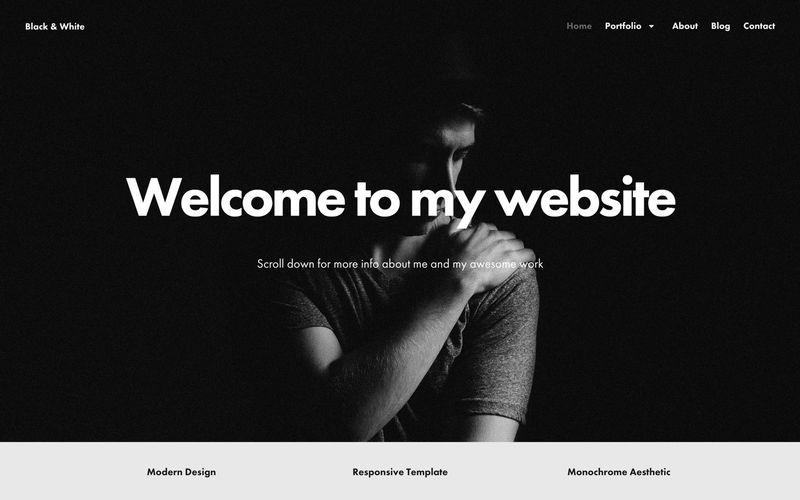 Black & White
Home Portfolio About Blog Contact
Welcome to my website
Scroll down for more info about me and my awesome work
Modern Design Responsive Template Monochrome Aesthetic